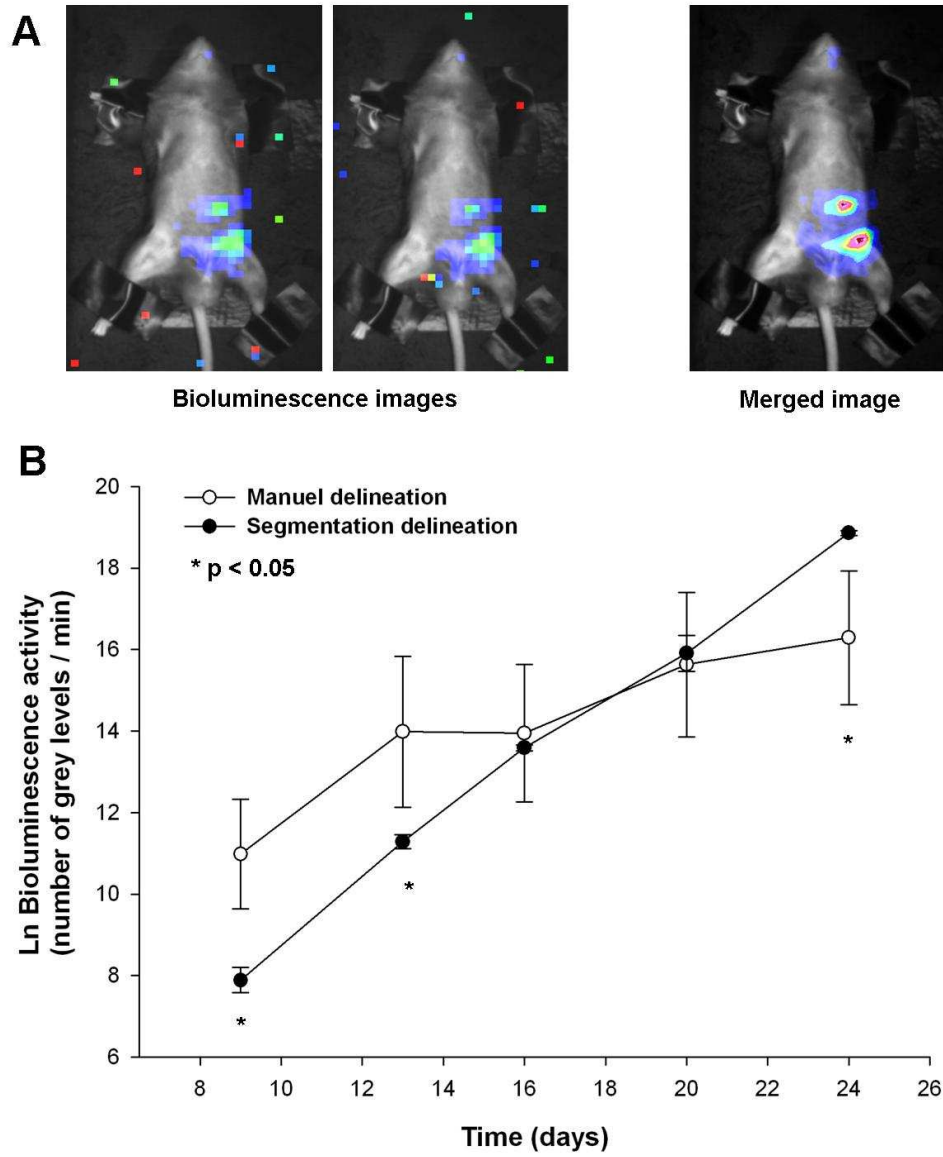 A
Bioluminescence images
Merged image
B
Manuel delineation
Segmentation delineation
* p < 0.05
Ln Bioluminescence activity
(number of grey levels / min)
20
18
16
14
12
10
8
6
*
*
*
8 10 12 14 16 18 20 22 24 26
Time (days)